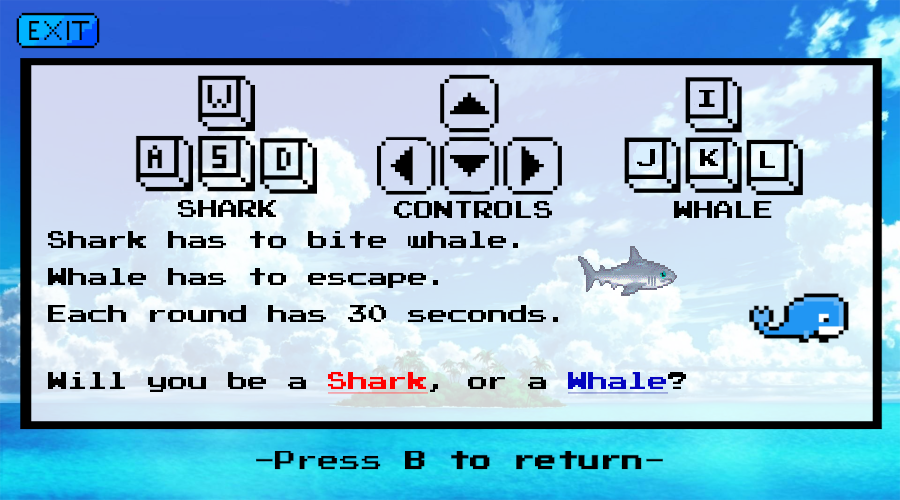 EXIT
W I
A S D J K L
SHARK CONTROLS WHALE
Shark has to bite whale.
Whale has to escape.
Each round has 30 seconds.
Will you be a Shark, or a Whale?
-Press B to return-